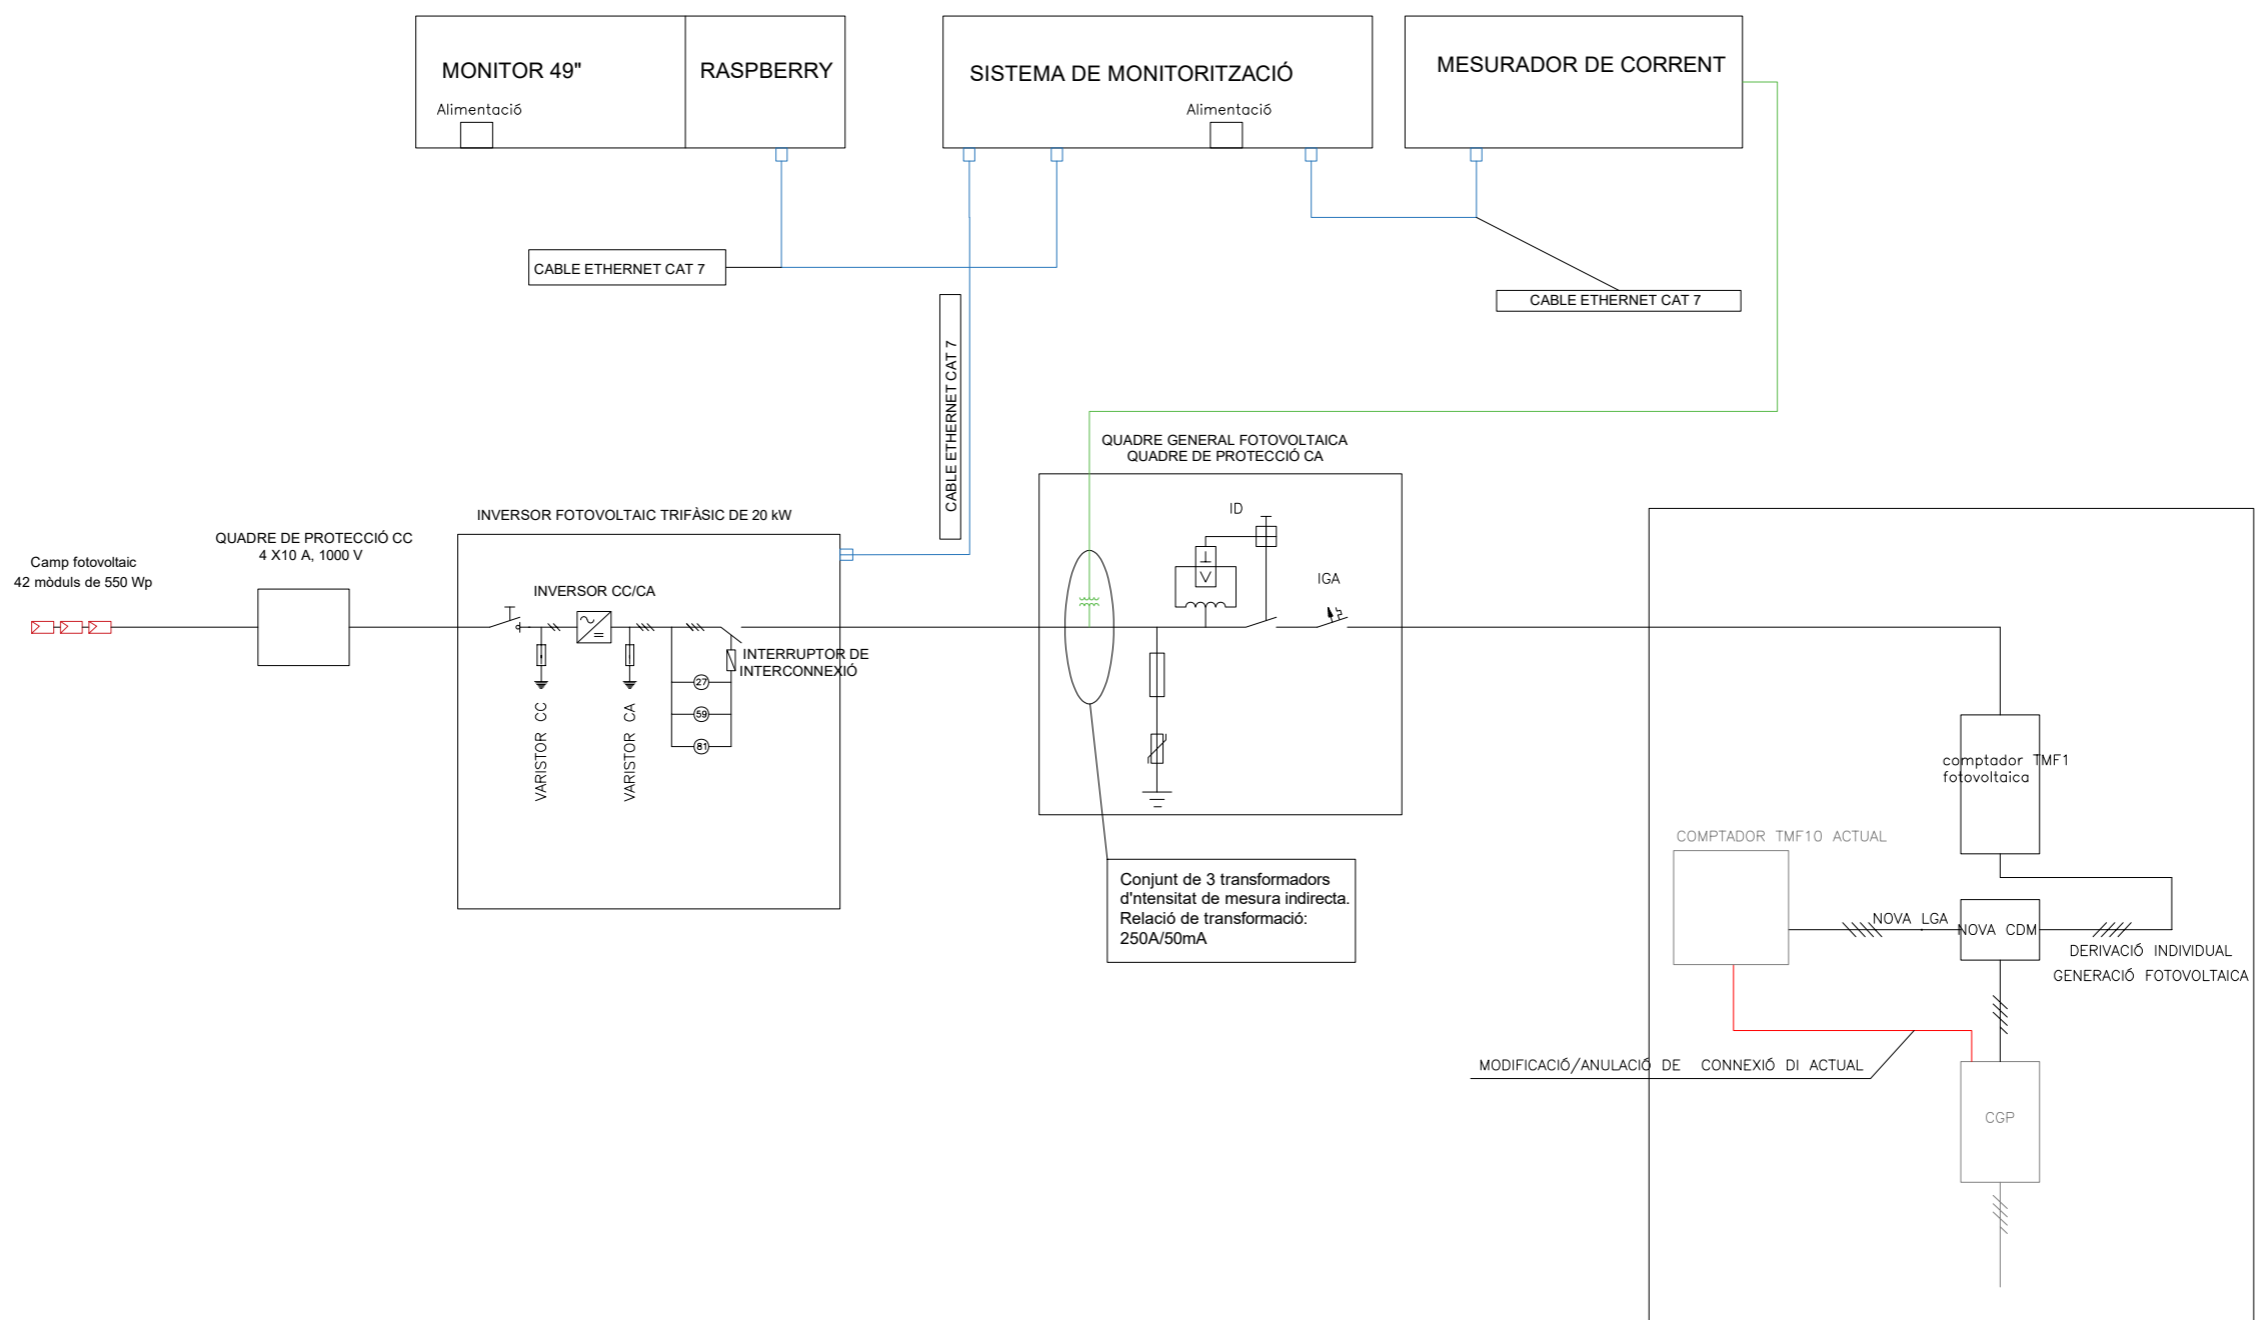 MONITOR 49"
RASPBERRY
Alimentació
SISTEMA DE MONITORITZACIÓ
Alimentació
MESURADOR DE CORRENT
CABLE ETHERNET CAT 7
CABLE ETHERNET CAT 7
CABLE ETHERNET CAT 7
QUADRE GENERAL FOTOVOLTAICA
QUADRE DE PROTECCIÓ CA
INVERSOR FOTOVOLTAIC TRIFÀSIC DE 20 kW
QUADRE DE PROTECCIÓ CC
4 X10 A, 1000 V
Camp fotovoltaic
42 mòduls de 550 Wp
INVERSOR CC/CA
INTERRUPTOR DE
INTERCONNEXIÓ
27
59
81
VARISTOR CC
VARISTOR CA
ID
IGA
Conjunt de 3 transformadors
d'ntensitat de mesura indirecta.
Relació de transformació:
250A/50mA
comptador TMF1
fotovoltaica
COMPTADOR TMF10 ACTUAL
NOVA LGA
NOVA CDM
DERIVACIÓ INDIVIDUAL
GENERACIÓ FOTOVOLTAICA
MODIFICACIÓ/ANULACIÓ DE CONNEXIÓ DI ACTUAL
CGP